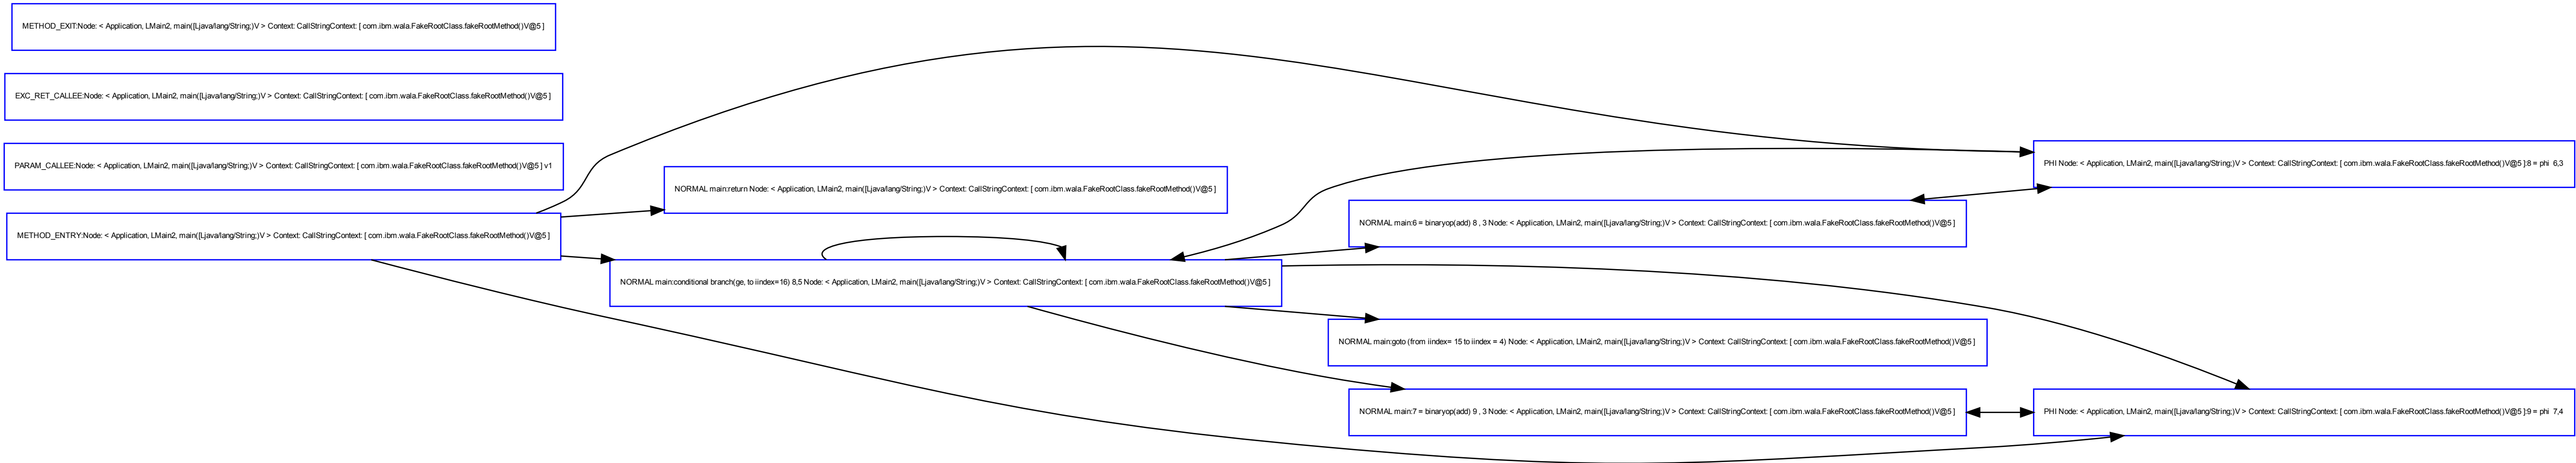 METHOD_EXIT:Node: < Application, LMain2, main([Ljava/lang/String;)V > Context: CallStringContext: [ com.ibm.wala.FakeRootClass.fakeRootMethod()V@5 ]
EXC_RET_CALLEE:Node: < Application, LMain2, main([Ljava/lang/String;)V > Context: CallStringContext: [ com.ibm.wala.FakeRootClass.fakeRootMethod()V@5 ]
PARAM_CALLEE:Node: < Application, LMain2, main([Ljava/lang/String;)V > Context: CallStringContext: [ com.ibm.wala.FakeRootClass.fakeRootMethod()V@5 ] v1
METHOD_ENTRY:Node: < Application, LMain2, main([Ljava/lang/String;)V > Context: CallStringContext: [ com.ibm.wala.FakeRootClass.fakeRootMethod()V@5 ]
NORMAL main:return Node: < Application, LMain2, main([Ljava/lang/String;)V > Context: CallStringContext: [ com.ibm.wala.FakeRootClass.fakeRootMethod()V@5 ]
NORMAL main:conditional branch(ge, to iindex=16) 8,5 Node: < Application, LMain2, main([Ljava/lang/String;)V > Context: CallStringContext: [ com.ibm.wala.FakeRootClass.fakeRootMethod()V@5 ]
NORMAL main:6 = binaryop(add) 8 , 3 Node: < Application, LMain2, main([Ljava/lang/String;)V > Context: CallStringContext: [ com.ibm.wala.FakeRootClass.fakeRootMethod()V@5 ]
NORMAL main:goto (from iindex= 15 to iindex = 4) Node: < Application, LMain2, main([Ljava/lang/String;)V > Context: CallStringContext: [ com.ibm.wala.FakeRootClass.fakeRootMethod()V@5 ]
NORMAL main:7 = binaryop(add) 9 , 3 Node: < Application, LMain2, main([Ljava/lang/String;)V > Context: CallStringContext: [ com.ibm.wala.FakeRootClass.fakeRootMethod()V@5 ]
PHI Node: < Application, LMain2, main([Ljava/lang/String;)V > Context: CallStringContext: [ com.ibm.wala.FakeRootClass.fakeRootMethod()V@5 ]:8 = phi  6,3
PHI Node: < Application, LMain2, main([Ljava/lang/String;)V > Context: CallStringContext: [ com.ibm.wala.FakeRootClass.fakeRootMethod()V@5 ]:9 = phi  7,4